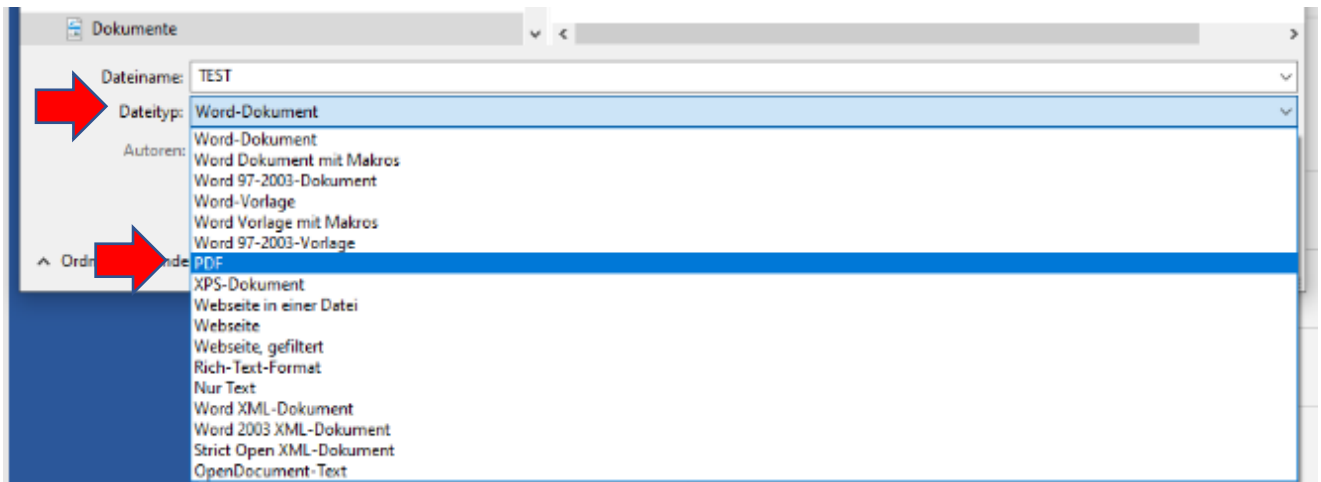 Dokumente
Dateiname: TEST
Dateityp: Word-Dokument
Autoren:
Word-Dokument
Word Dokument mit Makros
Word 97-2003-Dokument
Word-Vorlage
Word Vorlage mit Makros
Word 97-2003-Vorlage
PDF
XPS-Dokument
Webseite in einer Datei
Webseite
Webseite, gefiltert
Rich-Text-Format
Nur Text
Word XML-Dokument
Word 2003 XML-Dokument
Strict Open XML-Dokument
OpenDocument-Text